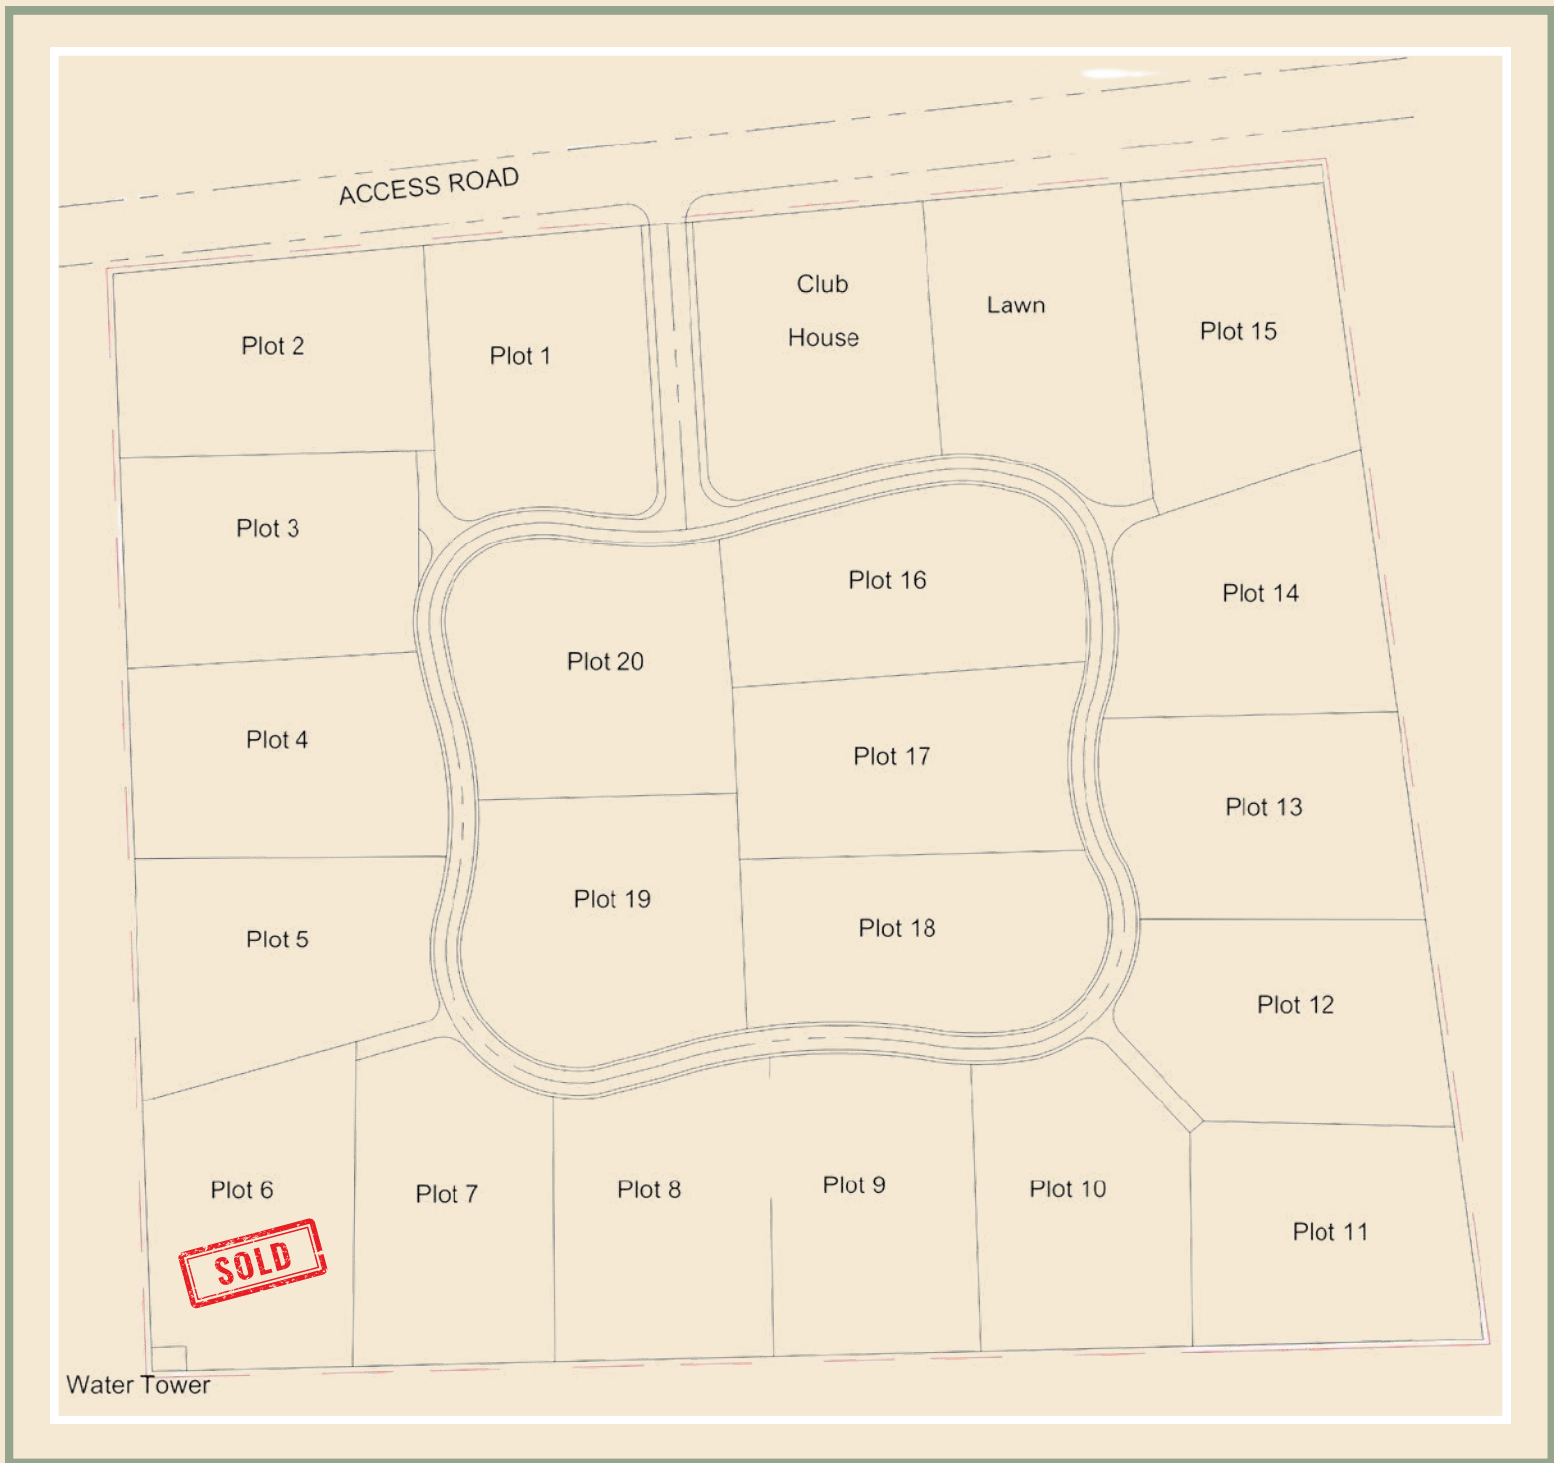 ACCESS ROAD
Plot 2
Plot 1
Club
House
Lawn
Plot 15
Plot 3
Plot 16
Plot 14
Plot 20
Plot 4
Plot 17
Plot 13
Plot 19
Plot 18
Plot 5
Plot 12
Plot 6
Plot 7
Plot 8
Plot 9
Plot 10
Plot 11
SOLD
Water Tower